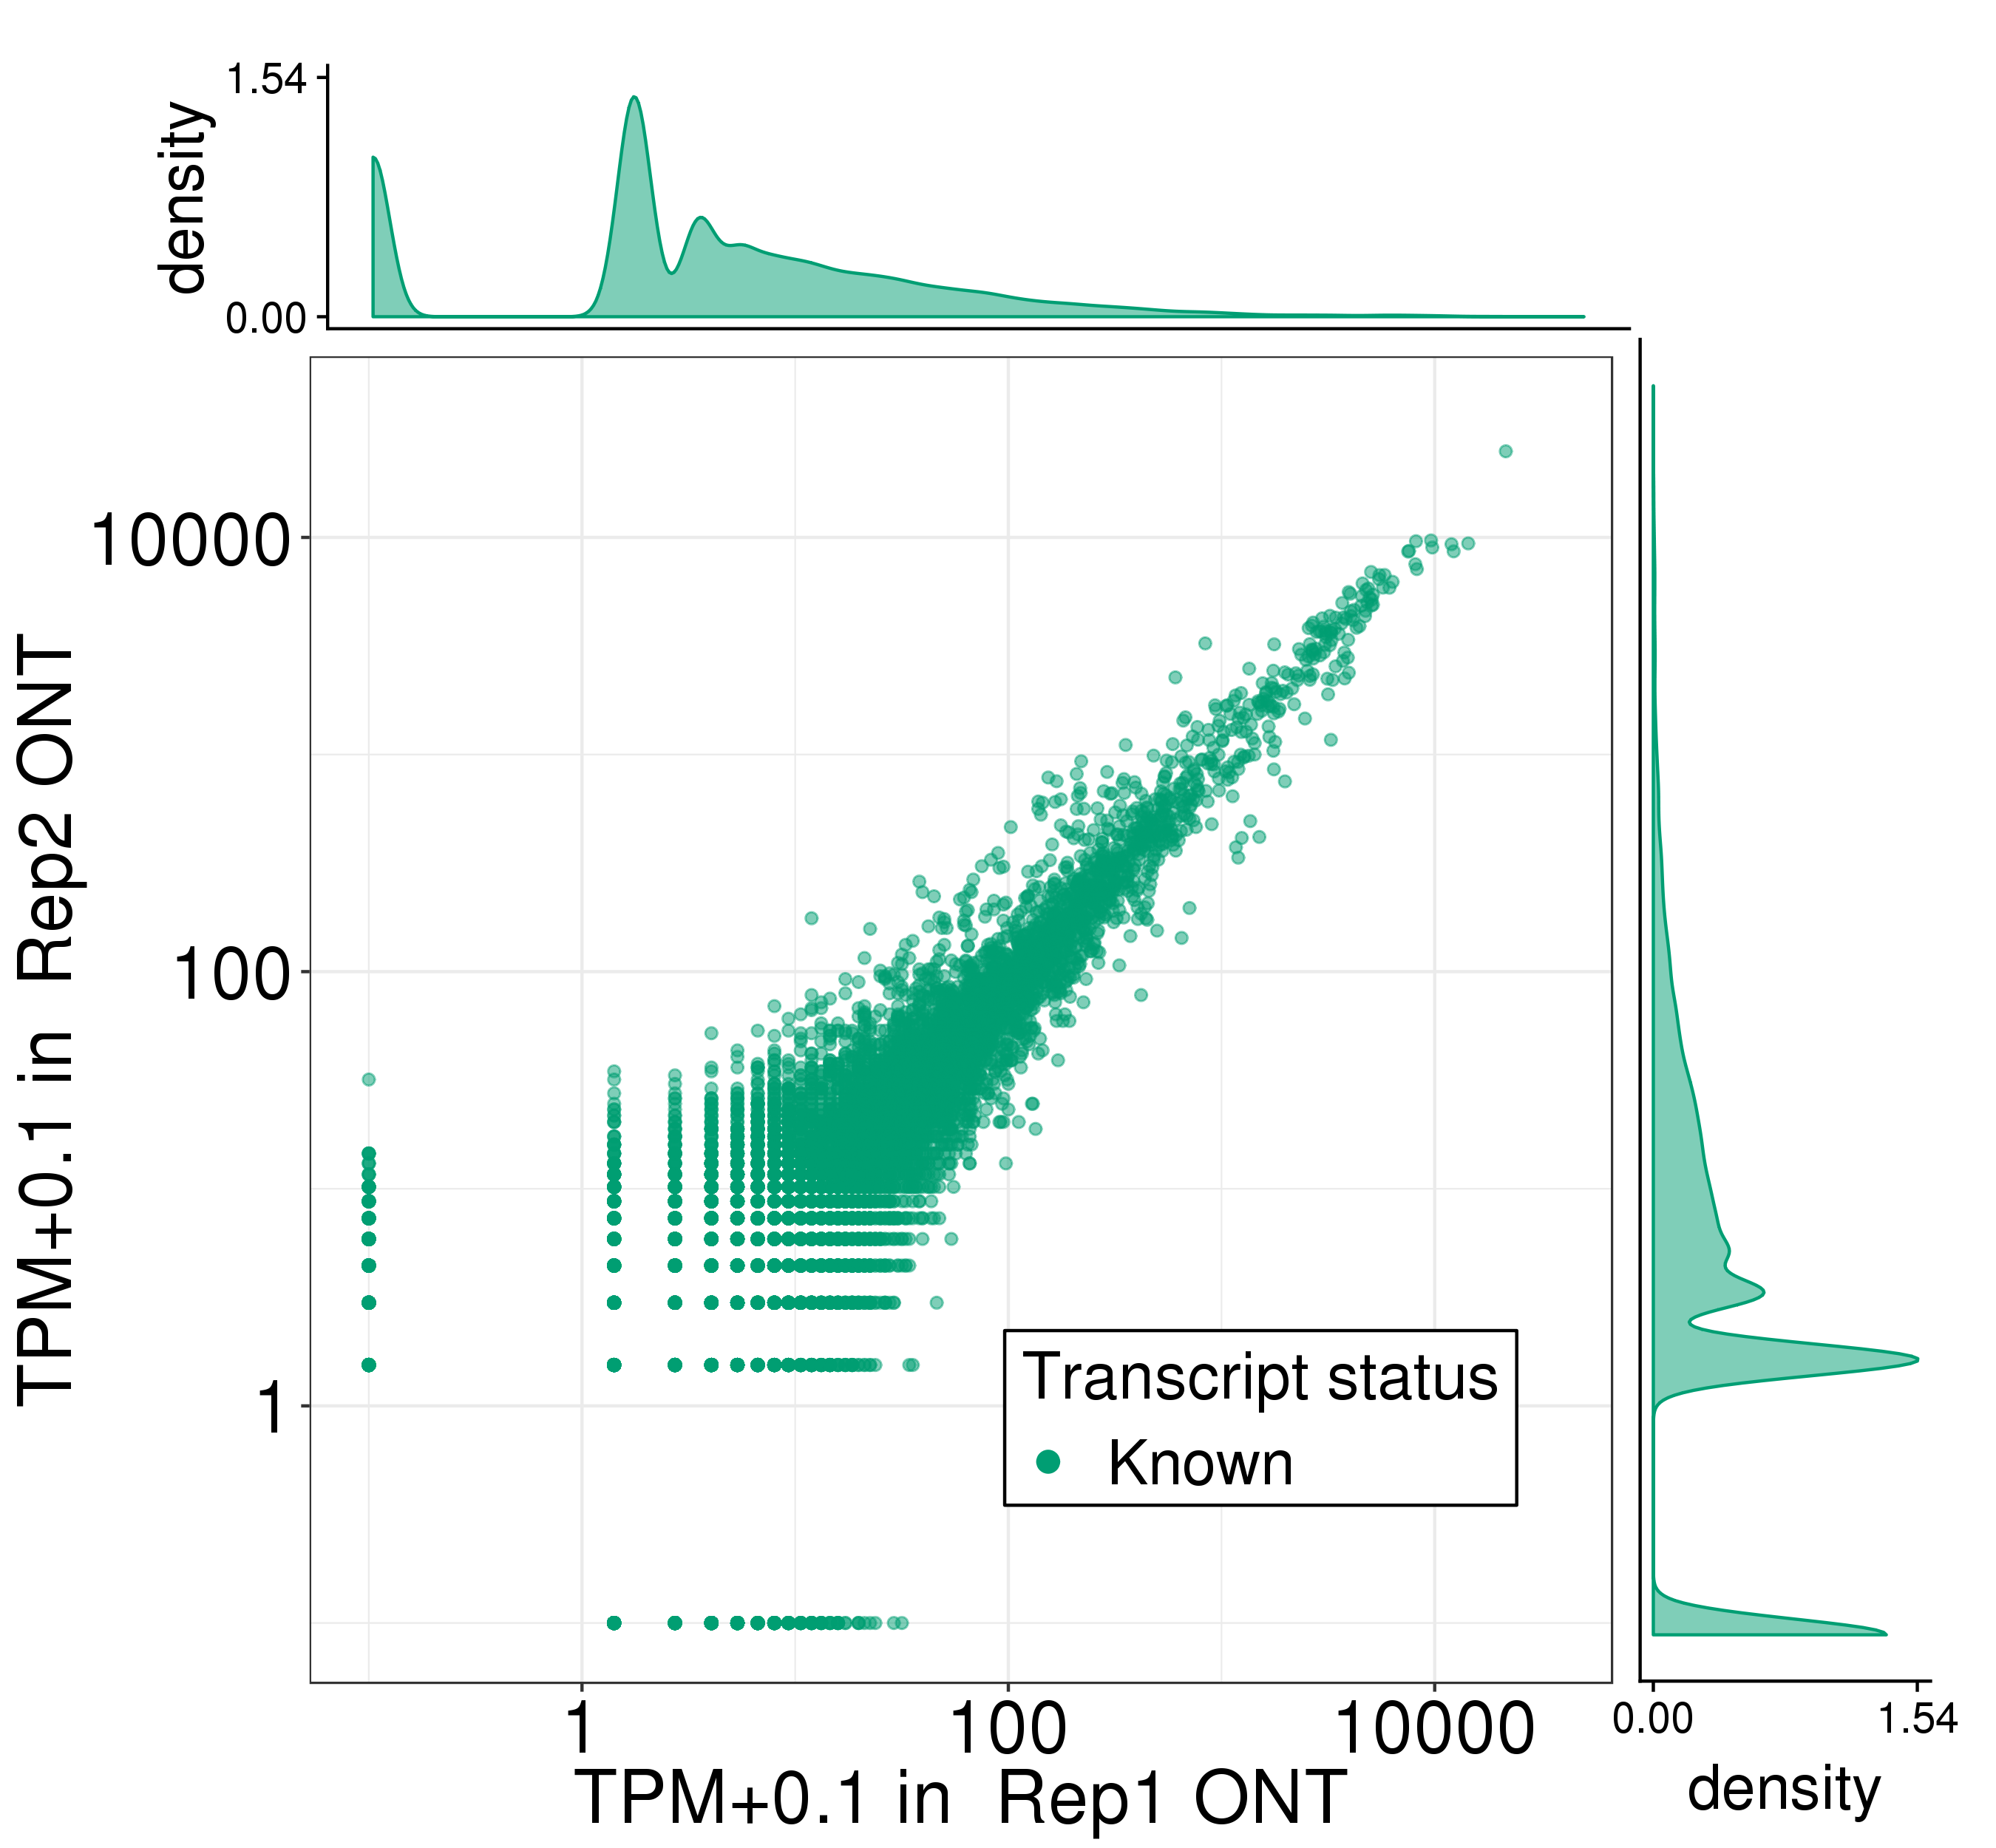 1.54
density
0.00
10000
TPM+0.1 in  Rep2 ONT
100
1
Transcript status
Known
1
100
10000
TPM+0.1 in  Rep1 ONT
0.00
1.54
density